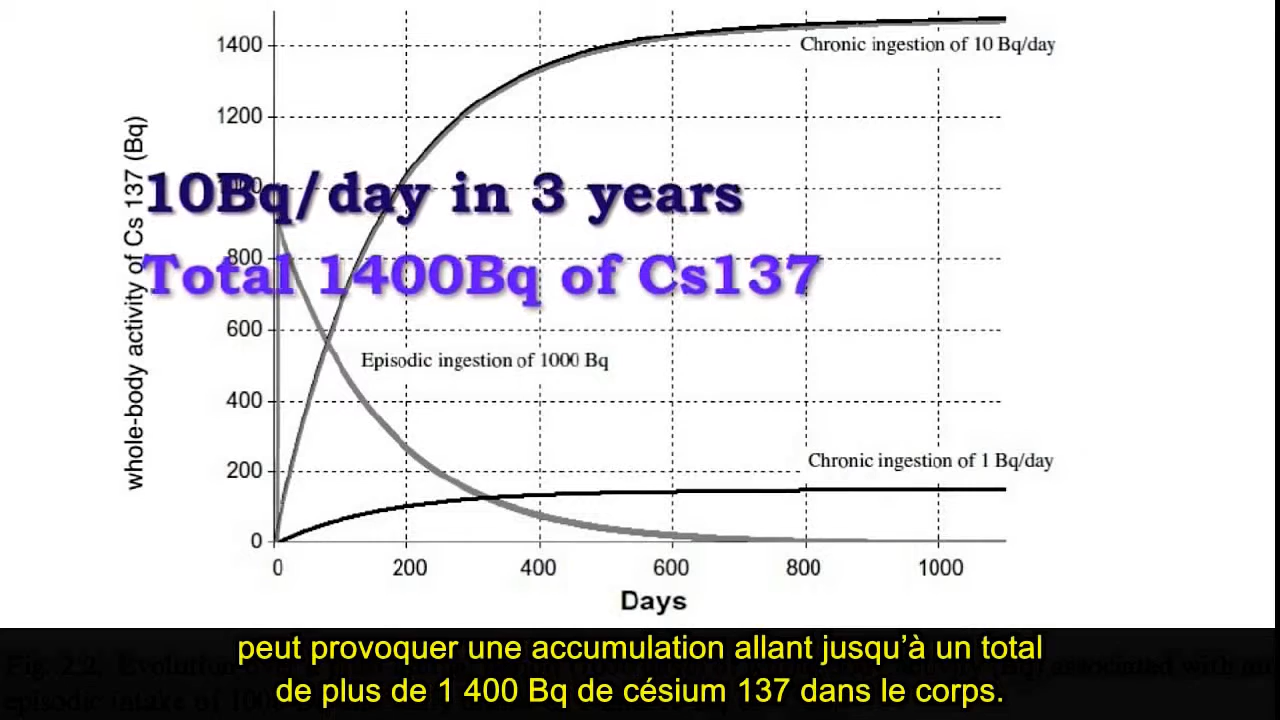 1400
Chronic ingestion of 10 Bq/day
1200
10Bq/day in 3 years
whole-body activity of Cs 137 (Bq)
800
Total 1400Bq of Cs137
600
Episodic ingestion of 1000 Bq
400
Chronic ingestion of 1 Bq/day
200
0
0 200 400 600 800 1000
Days
peut provoquer une accumulation allant jusqu’à un total
de plus de 1 400 Bq de césium 137 dans le corps.